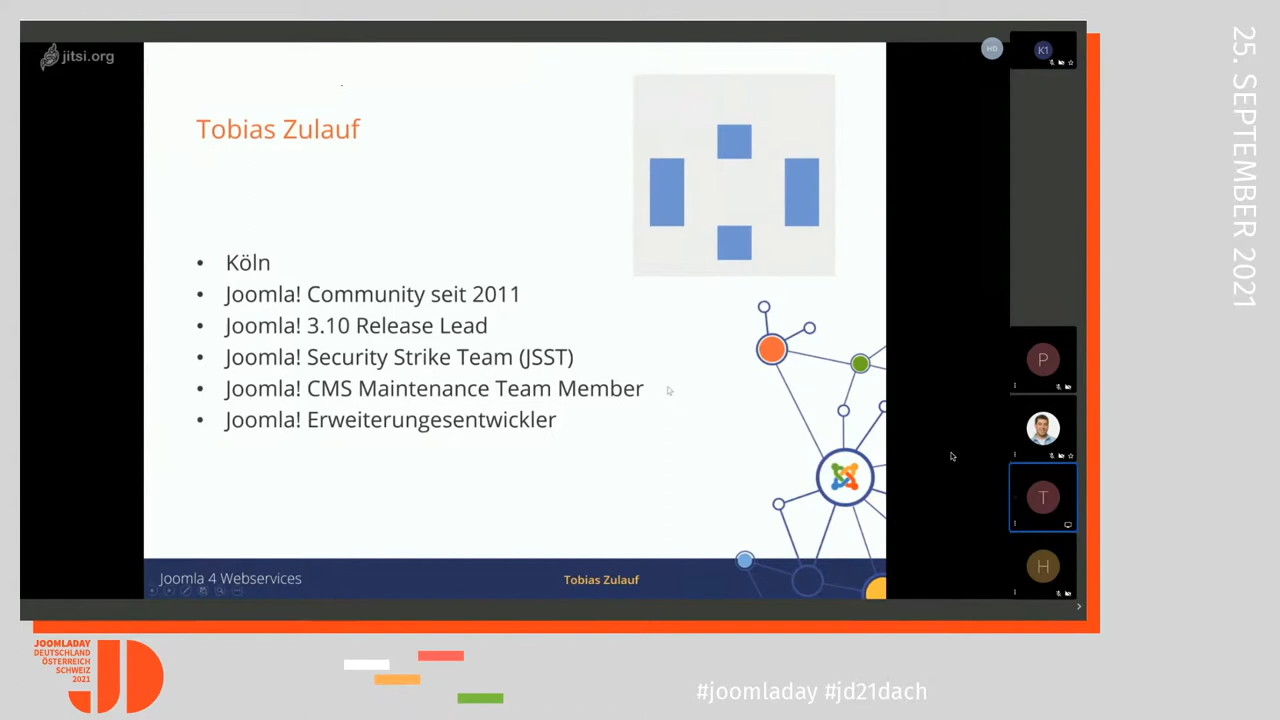 jitsi.org
HD
K1
Tobias Zulauf
• Köln
• Joomla! Community seit 2011
• Joomla! 3.10 Release Lead
• Joomla! Security Strike Team (JSST)
• Joomla! CMS Maintenance Team Member
• Joomla! Erweiterungesentwickler
P
T
H
Joomla 4 Webservices
Tobias Zulauf
25. SEPTEMBER 2021
JOOMLADAY
DEUTSCHLAND
ÖSTERREICH
SCHWEIZ
2021
JD
#joomladay #jd21dach